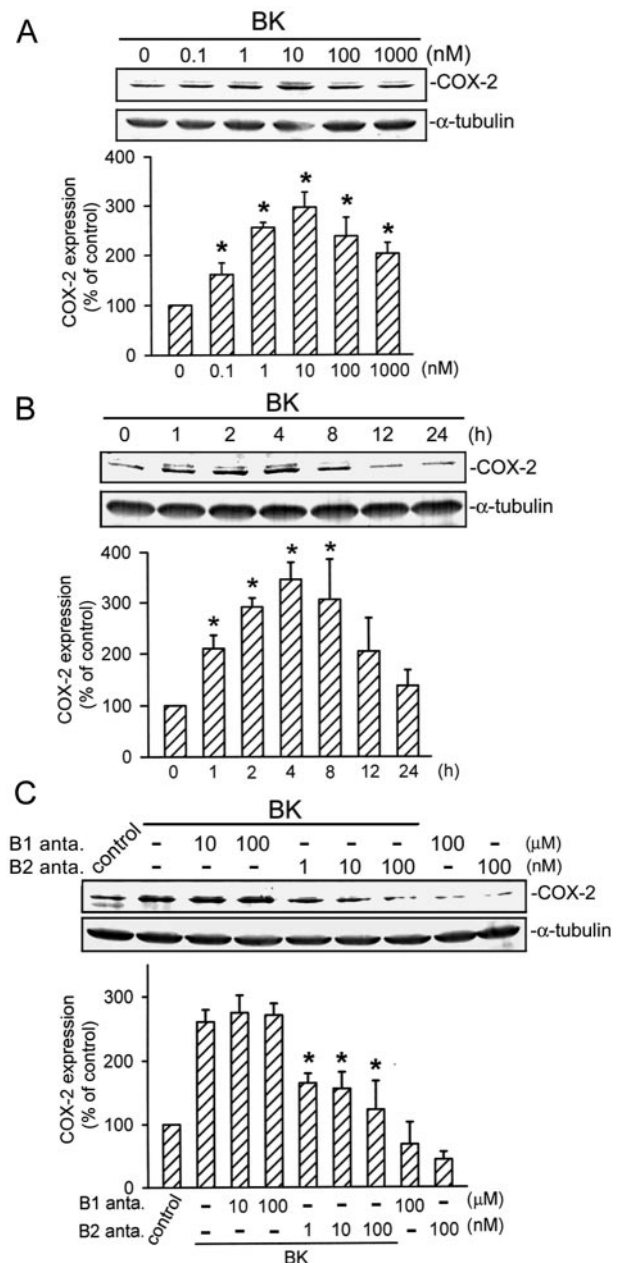 A
BK
0 0.1 1 10 100 1000 (nM)
-COX-2
-α-tubulin
COX-2 expression
(% of control)
400
300
200
100
0
* * * * *
0 0.1 1 10 100 1000 (nM)
B
BK
0 1 2 4 8 12 24 (h)
-COX-2
-α-tubulin
COX-2 expression
(% of control)
400
300
200
100
0
* * * *
0 1 2 4 8 12 24 (h)
C
BK
B1 anta. control – 10 100 – – – 100 – (μM)
B2 anta. – – – 1 10 100 – 100 (nM)
-COX-2
-α-tubulin
COX-2 expression
(% of control)
300
200
100
0
* * *
B1 anta. control – 10 100 – – – 100 – (μM)
B2 anta. – – – 1 10 100 – 100 (nM)
BK